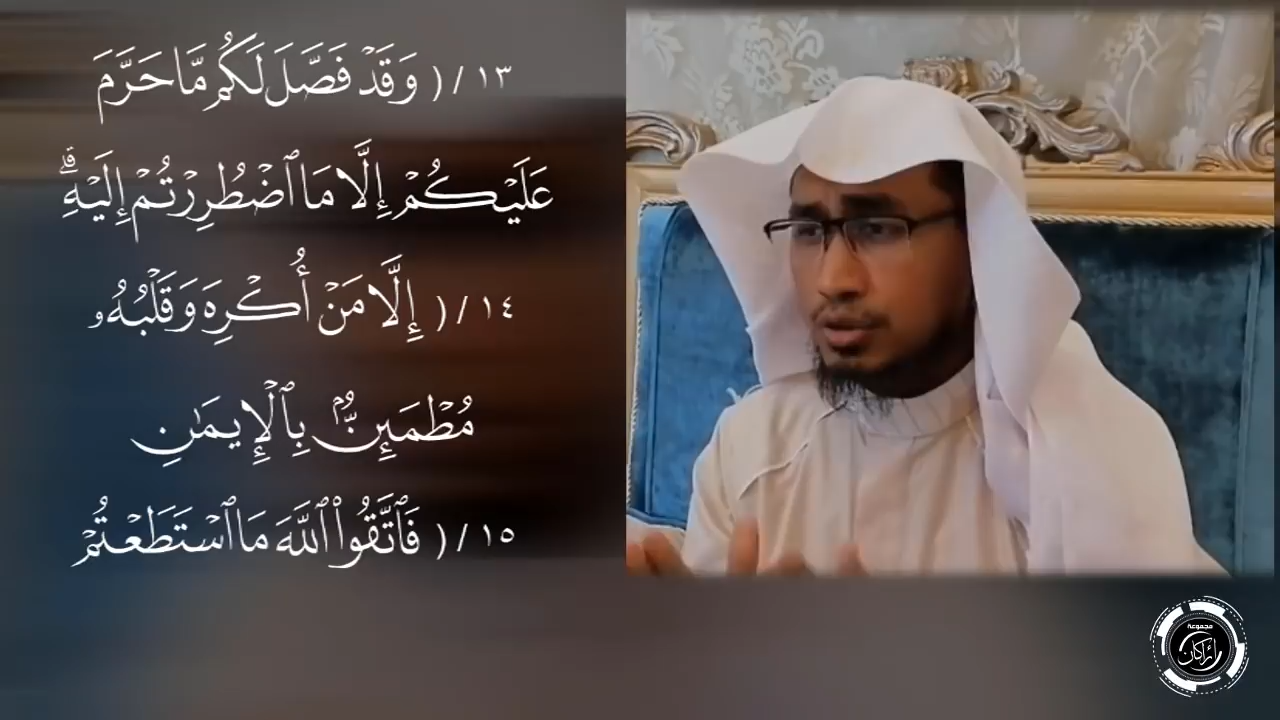 ١٣ / ( وَقَدۡ فَصَّلَ لَكُم مَّا حَرَّمَ
عَلَيۡكُمۡ إِلَّا مَا ٱضۡطُرِرۡتُمۡ إِلَيۡهِۗ
١٤ / ( إِلَّا مَنۡ أُكۡرِهَ وَقَلۡبُهُۥ
مُطۡمَئِنُّۢ بِٱلۡإِيمَٰنِ
١٥ / ( فَٱتَّقُواْ ٱللَّهَ مَا ٱسۡتَطَعۡتُمۡ
مجموعة